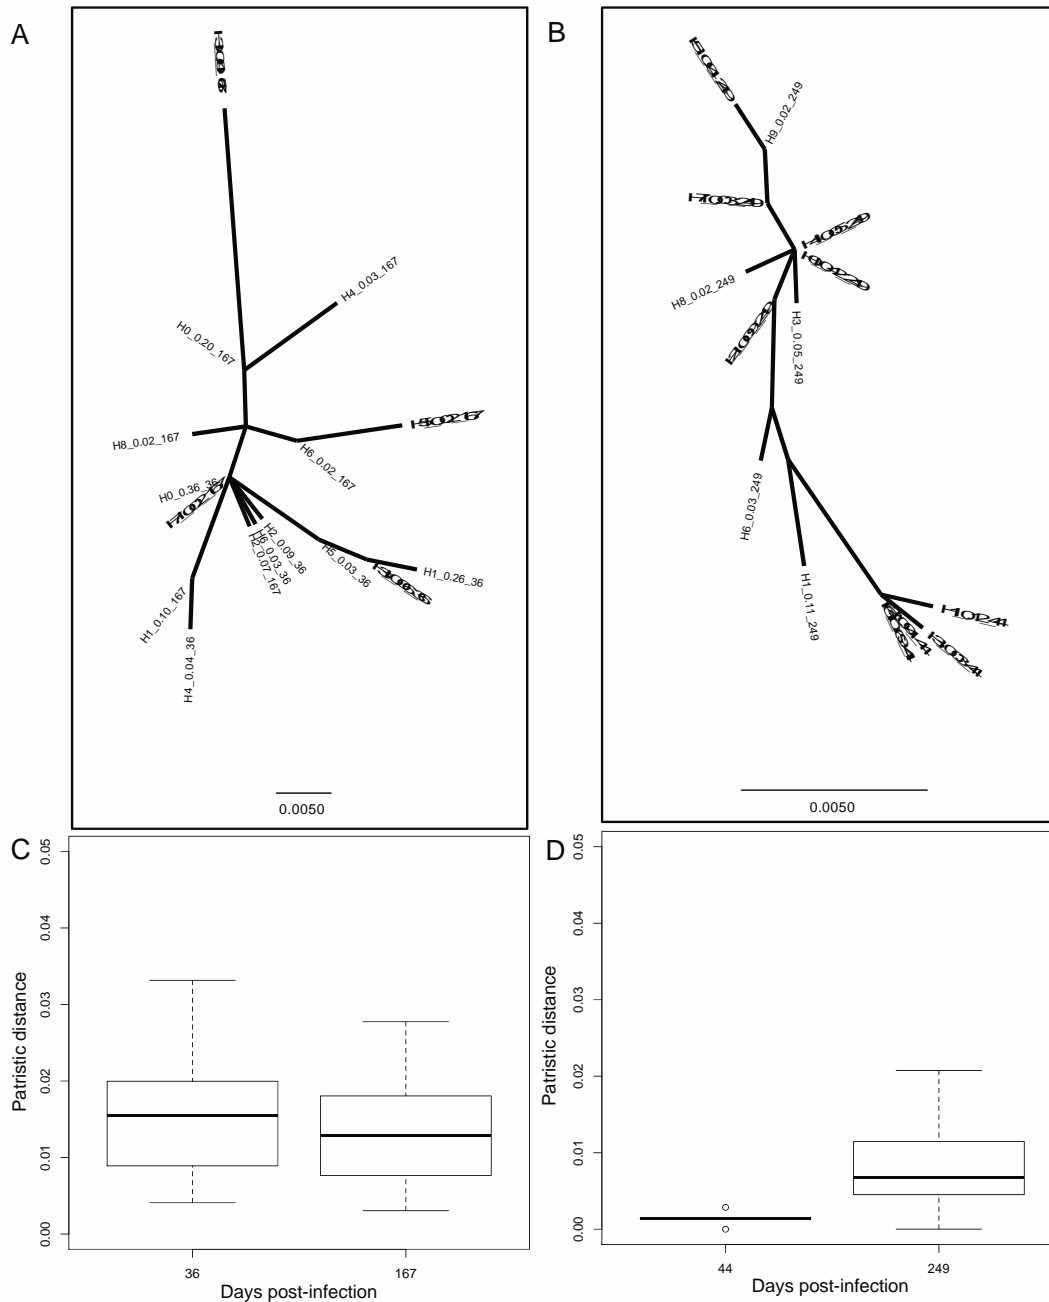 A
H4_0.03_167
H0_0.20_167
H8_0.02_167
H6_0.02_167
H0_0.36_36
H2_0.09_36
H6_0.03_36
H2_0.07_167
H5_0.03_36
H1_0.26_36
H1_0.10_167
H4_0.04_36
0.0050
B
H9_0.02_249
H8_0.02_249
H3_0.05_249
H6_0.03_249
H1_0.11_249
0.0050
C
Patristic distance
0.05
0.04
0.03
0.02
0.01
0.00
36
167
Days post-infection
D
Patristic distance
0.05
0.04
0.03
0.02
0.01
0.00
44
249
Days post-infection